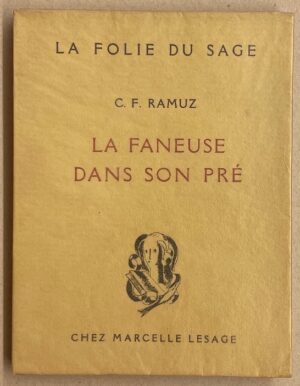 LA FOLIE DU SAGE
C. F. RAMUZ
LA FANEUSE
DANS SON PRÉ
CHEZ MARCELLE LESAGE